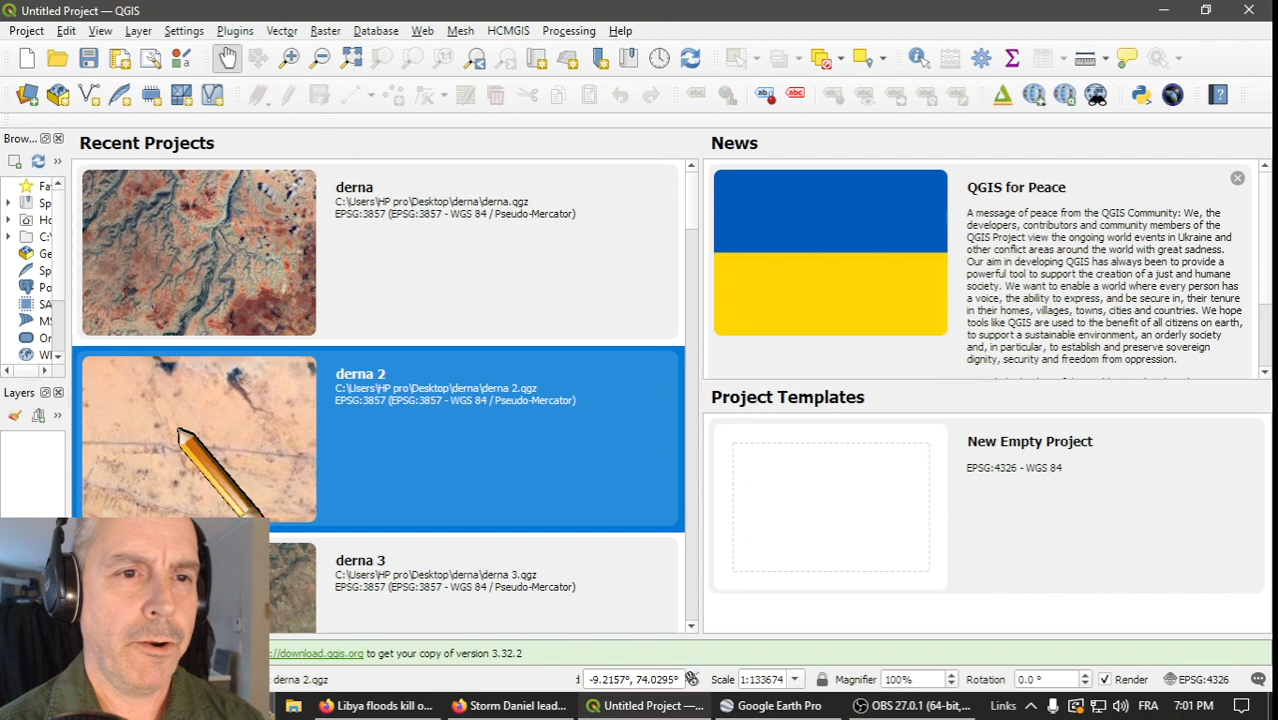 Untitled Project — QGIS
Project Edit View Layer Settings Plugins Vector Raster Database Web Mesh HCMGIS Processing Help
Brow...
Fa
Sp
Ho
C:\
Ge
Sp
Po
SA
MS
Or
WI
Layers
Recent Projects
derna
C:\Users\HP pro\Desktop\derna\derna.qgz
EPSG:3857 (EPSG:3857 - WGS 84 / Pseudo-Mercator)
derna 2
C:\Users\HP pro\Desktop\derna\derna 2.qgz
EPSG:3857 (EPSG:3857 - WGS 84 / Pseudo-Mercator)
derna 3
C:\Users\HP pro\Desktop\derna\derna 3.qgz
EPSG:3857 (EPSG:3857 - WGS 84 / Pseudo-Mercator)
News
QGIS for Peace
A message of peace from the QGIS Community: We, the
developers, contributors and community members of the
QGIS Project view the ongoing world events in Ukraine and
other conflict areas around the world with great sadness.
Our aim in developing QGIS has always been to provide a
powerful tool to support the creation of a just and humane
society. We want to enable a world where every person has
a voice, the ability to express, and be secure in, their tenure
in their homes, villages, towns, cities and countries. We hope
tools like QGIS are used to the benefit of all citizens on earth,
to support a sustainable environment, an orderly society
and, in particular, to establish and preserve sovereign
dignity, security and freedom from oppression.
Project Templates
New Empty Project
EPSG:4326 - WGS 84
://download.qgis.org to get your copy of version 3.32.2
derna 2.qgz
-9.2157°, 74.0295° Scale 1:133674 Magnifier 100% Rotation 0.0 ° Render EPSG:4326
Libya floods kill o... Storm Daniel lead... Untitled Project —... Google Earth Pro OBS 27.0.1 (64-bit,... Links FRA 7:01 PM